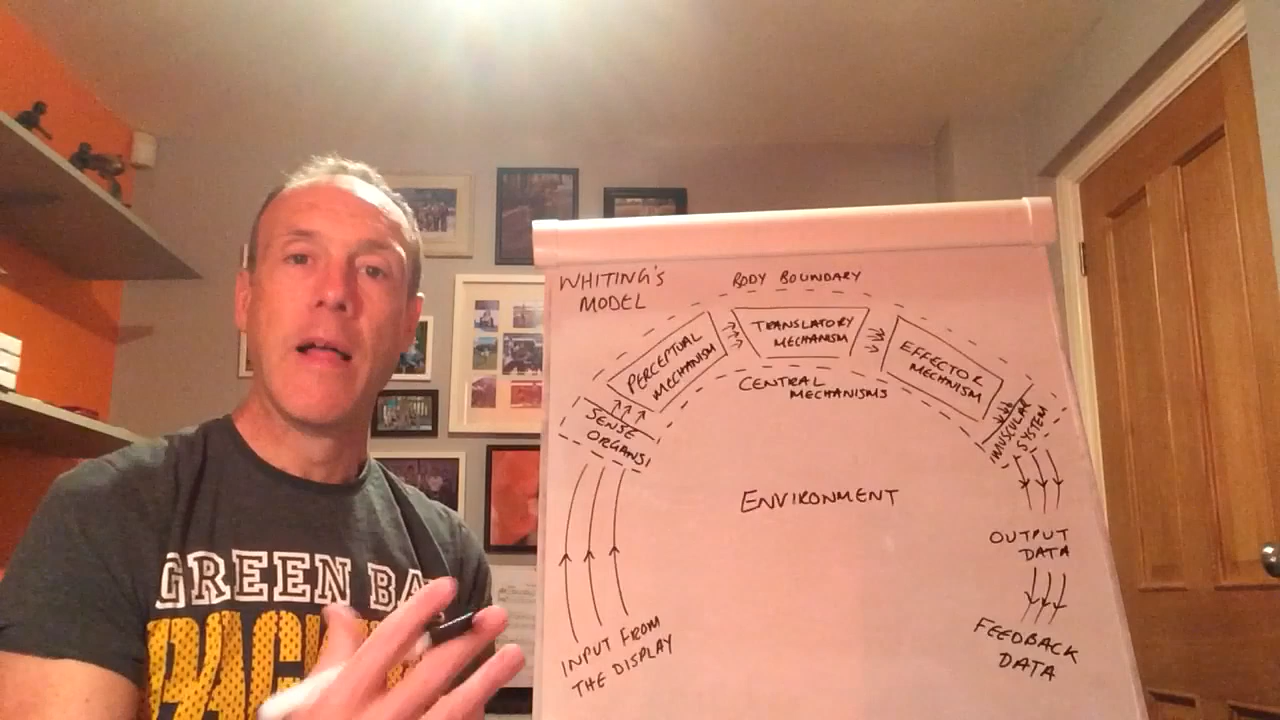 WHITING'S
MODEL
BODY BOUNDARY
PERCEPTUAL
MECHANISM
TRANSLATORY
MECHANISM
EFFECTOR
MECHANISM
CENTRAL
MECHANISMS
SENSE
ORGANS
MUSCULAR
SYSTEM
ENVIRONMENT
OUTPUT
DATA
FEEDBACK
DATA
INPUT FROM
THE DISPLAY
GREEN BA
PACK